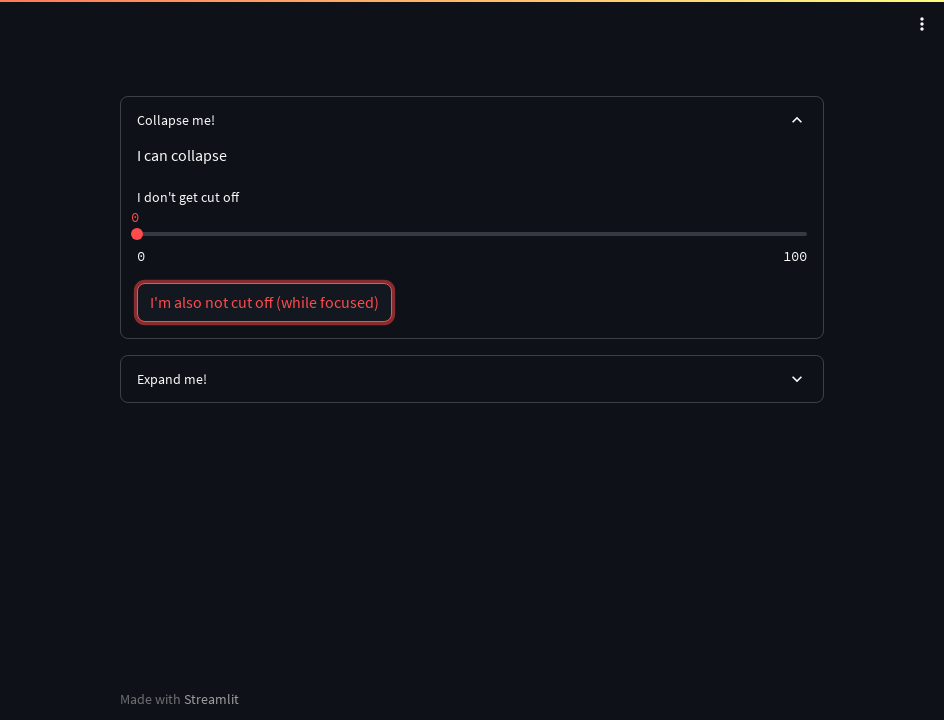 Collapse me!
I can collapse
I don't get cut off
0
0 100
I'm also not cut off (while focused)
Expand me!
Made with Streamlit